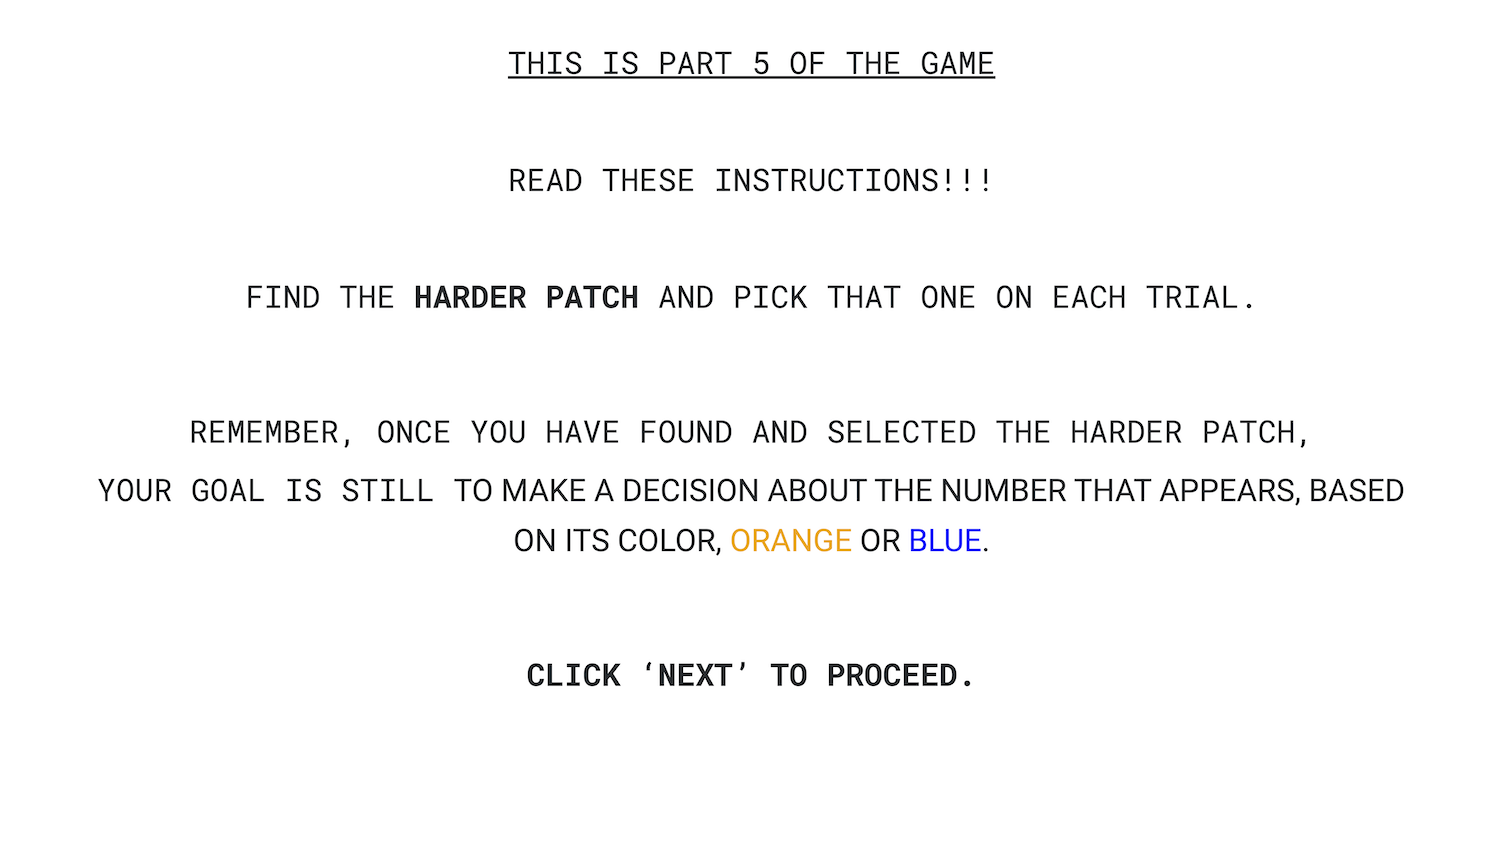 THIS IS PART 5 OF THE GAME
READ THESE INSTRUCTIONS!!!
FIND THE HARDER PATCH AND PICK THAT ONE ON EACH TRIAL.
REMEMBER, ONCE YOU HAVE FOUND AND SELECTED THE HARDER PATCH,
YOUR GOAL IS STILL TO MAKE A DECISION ABOUT THE NUMBER THAT APPEARS, BASED
ON ITS COLOR, ORANGE OR BLUE.
CLICK ‘NEXT’ TO PROCEED.